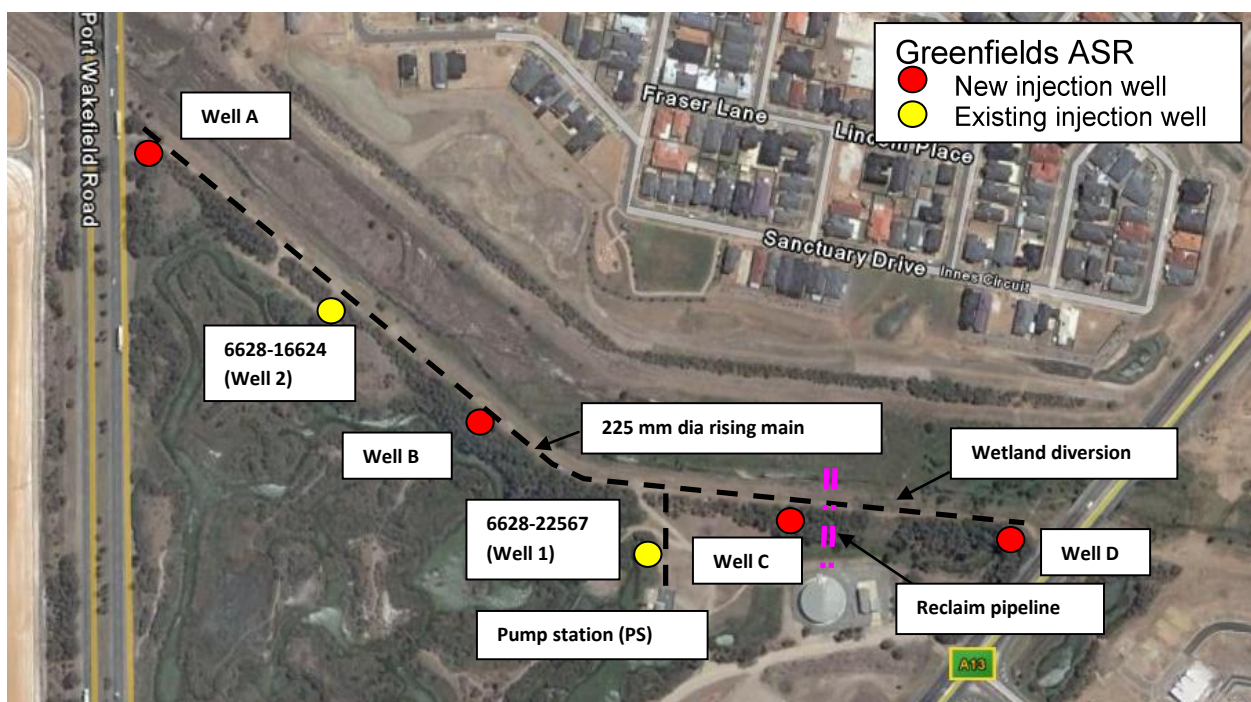 Port Wakefield Road
Well A
Greenfields ASR
New injection well
Existing injection well
Fraser Lane
Lincoln Place
Sanctuary Drive
Innes Circuit
6628-16624
(Well 2)
225 mm dia rising main
Well B
Wetland diversion
6628-22567
(Well 1)
Well C
Well D
Reclaim pipeline
Pump station (PS)
A13